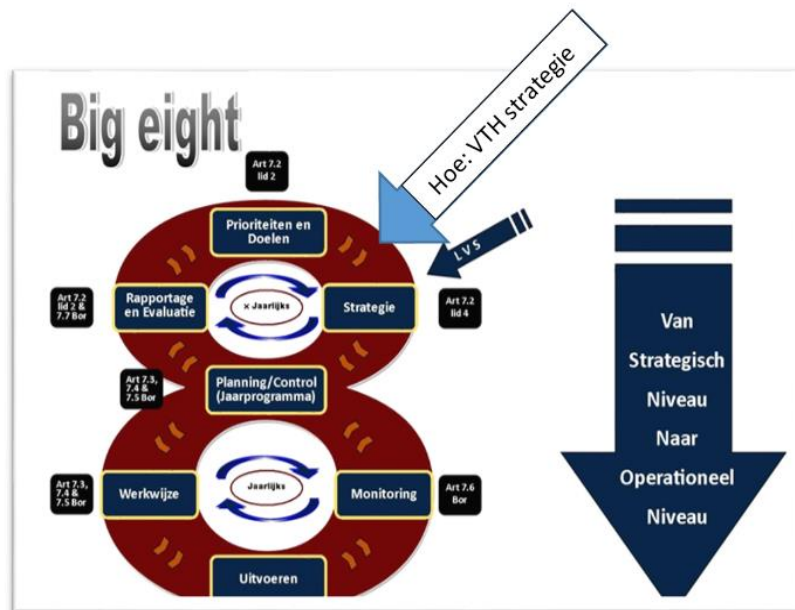 Big eight
Hoe: VTH strategie
Art 7.2
lid 2
Prioriteiten en
Doelen
LVS
Art 7.2
lid 2 &
7.7 Bor
Rapportage
en Evaluatie
x Jaarlijks
Strategie
Art 7.2
lid 4
Art 7.3,
7.4 &
7.5 Bor
Planning/Control
(Jaarprogramma)
Art 7.3,
7.4 &
7.5 Bor
Werkwijze
Jaarlijks
Monitoring
Art 7.6
Bor
Uitvoeren
Van
Strategisch
Niveau
Naar
Operationeel
Niveau